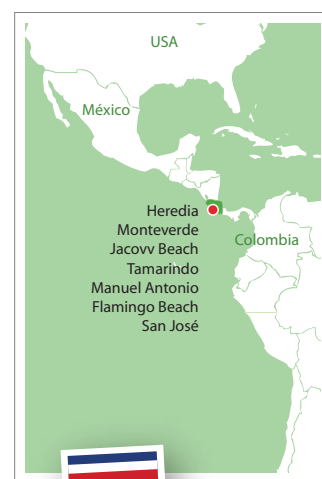 USA
México
Heredia
Monteverde
Colombia
Jacovv Beach
Tamarindo
Manuel Antonio
Flamingo Beach
San José